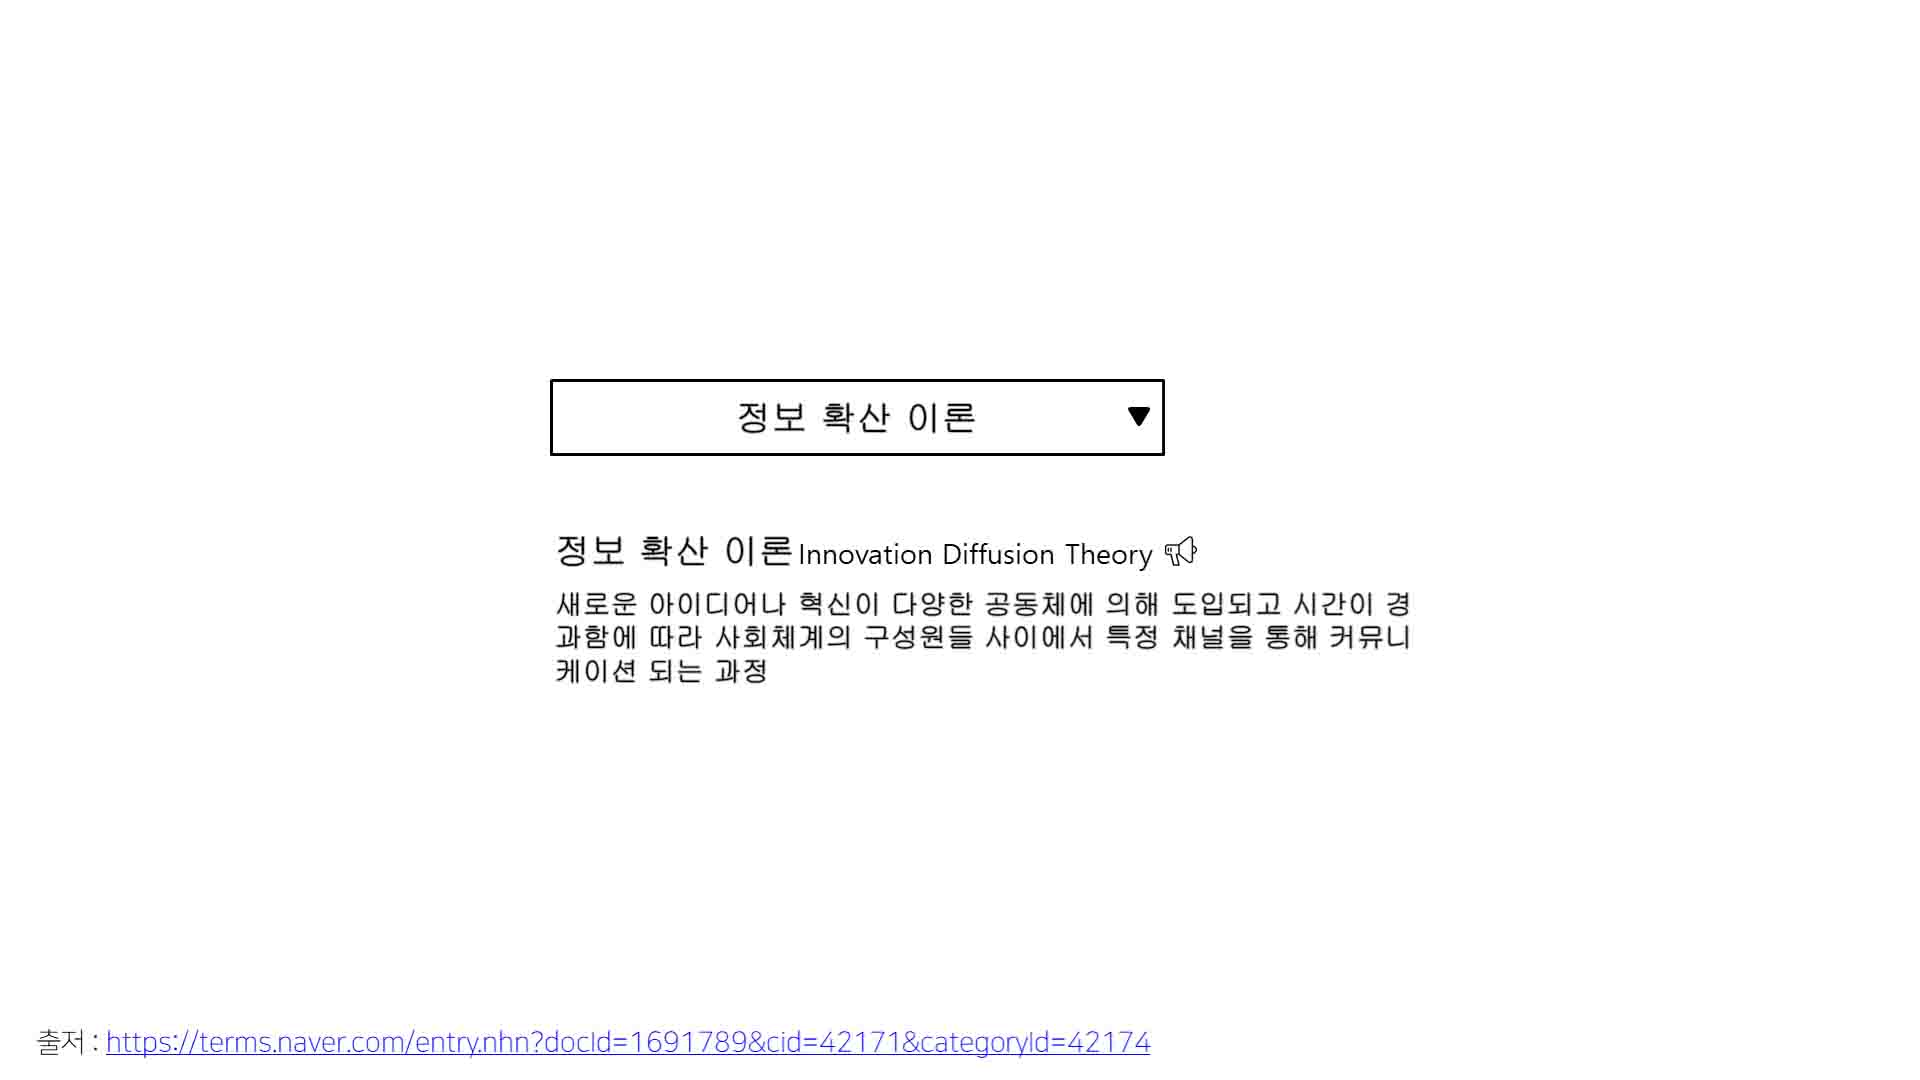 정보 확산 이론
정보 확산 이론 Innovation Diffusion Theory
새로운 아이디어나 혁신이 다양한 공동체에 의해 도입되고 시간이 경
과함에 따라 사회체계의 구성원들 사이에서 특정 채널을 통해 커뮤니
케이션 되는 과정
출저 : https://terms.naver.com/entry.nhn?docId=1691789&cid=42171&categoryId=42174